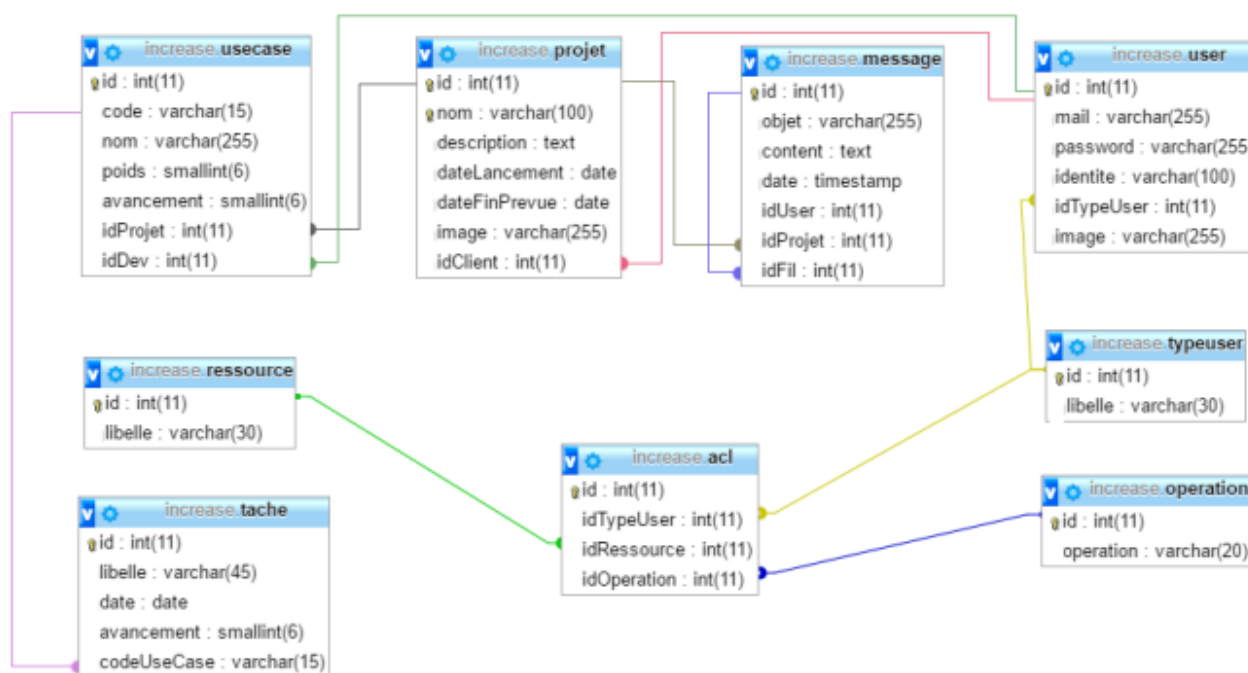 increase.usecase
id : int(11)
code : varchar(15)
nom : varchar(255)
poids : smallint(6)
avancement : smallint(6)
idProjet : int(11)
idDev : int(11)
increase.projet
id : int(11)
nom : varchar(100)
description : text
dateLancement : date
dateFinPrevue : date
image : varchar(255)
idClient : int(11)
increase.message
id : int(11)
objet : varchar(255)
content : text
date : timestamp
idUser : int(11)
idProjet : int(11)
idFil : int(11)
increase.user
id : int(11)
mail : varchar(255)
password : varchar(255
identite : varchar(100)
idTypeUser : int(11)
image : varchar(255)
increase.ressource
id : int(11)
libelle : varchar(30)
increase.typeuser
id : int(11)
libelle : varchar(30)
increase.acl
id : int(11)
idTypeUser : int(11)
idRessource : int(11)
idOperation : int(11)
increase.operation
id : int(11)
operation : varchar(20)
increase.tache
id : int(11)
libelle : varchar(45)
date : date
avancement : smallint(6)
codeUseCase : varchar(15)